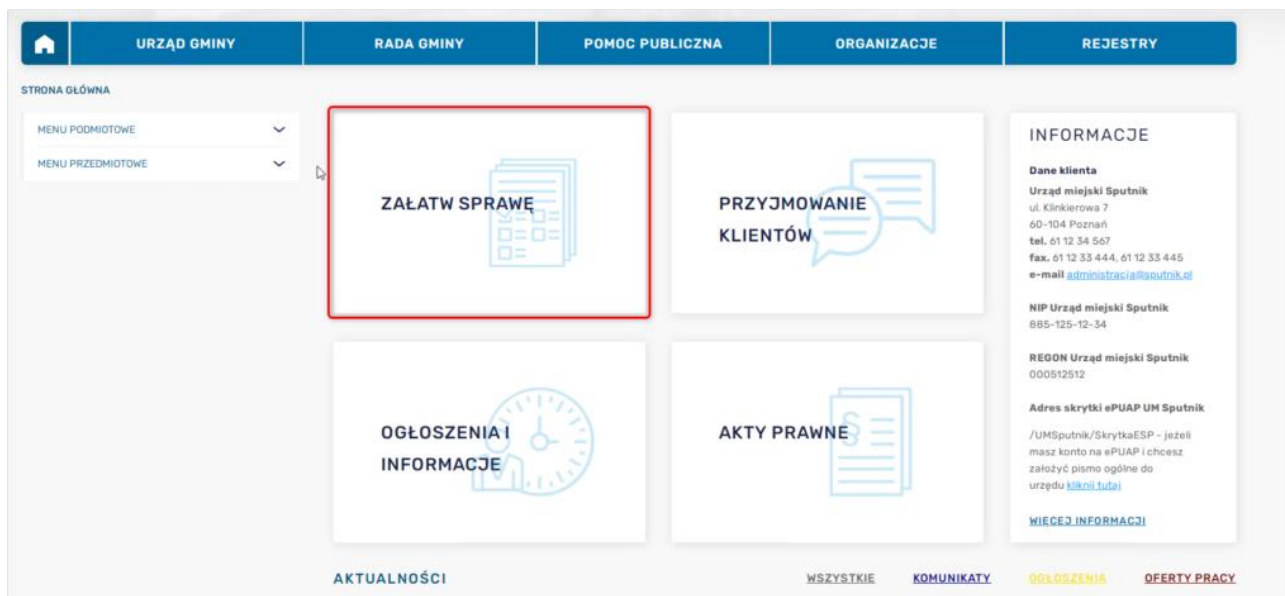 URZĄD GMINY
RADA GMINY
POMOC PUBLICZNA
ORGANIZACJE
REJESTRY
STRONA GŁÓWNA
MENU PODMIOTOWE
MENU PRZEDMIOTOWE
ZAŁATW SPRAWĘ
PRZYJMOWANIE
KLIENTÓW
OGŁOSZENIA I
INFORMACJE
AKTY PRAWNE
INFORMACJE
Dane klienta
Urząd miejski Sputnik
ul. Klinkierowa 7
60-104 Poznań
tel. 61 12 34 567
fax. 61 12 33 444, 61 12 33 445
e-mail administracja@sputnik.pl
NIP Urząd miejski Sputnik
885-125-12-34
REGON Urząd miejski Sputnik
000512512
Adres skrytki ePUAP UM Sputnik
/UMSputnik/SkrytkaESP - jeżeli
masz konto na ePUAP i chcesz
założyć pismo ogólne do
urzędu kliknij tutaj
WIĘCEJ INFORMACJI
AKTUALNOŚCI
WSZYSTKIE
KOMUNIKATY
OGŁOSZENIA
OFERTY PRACY